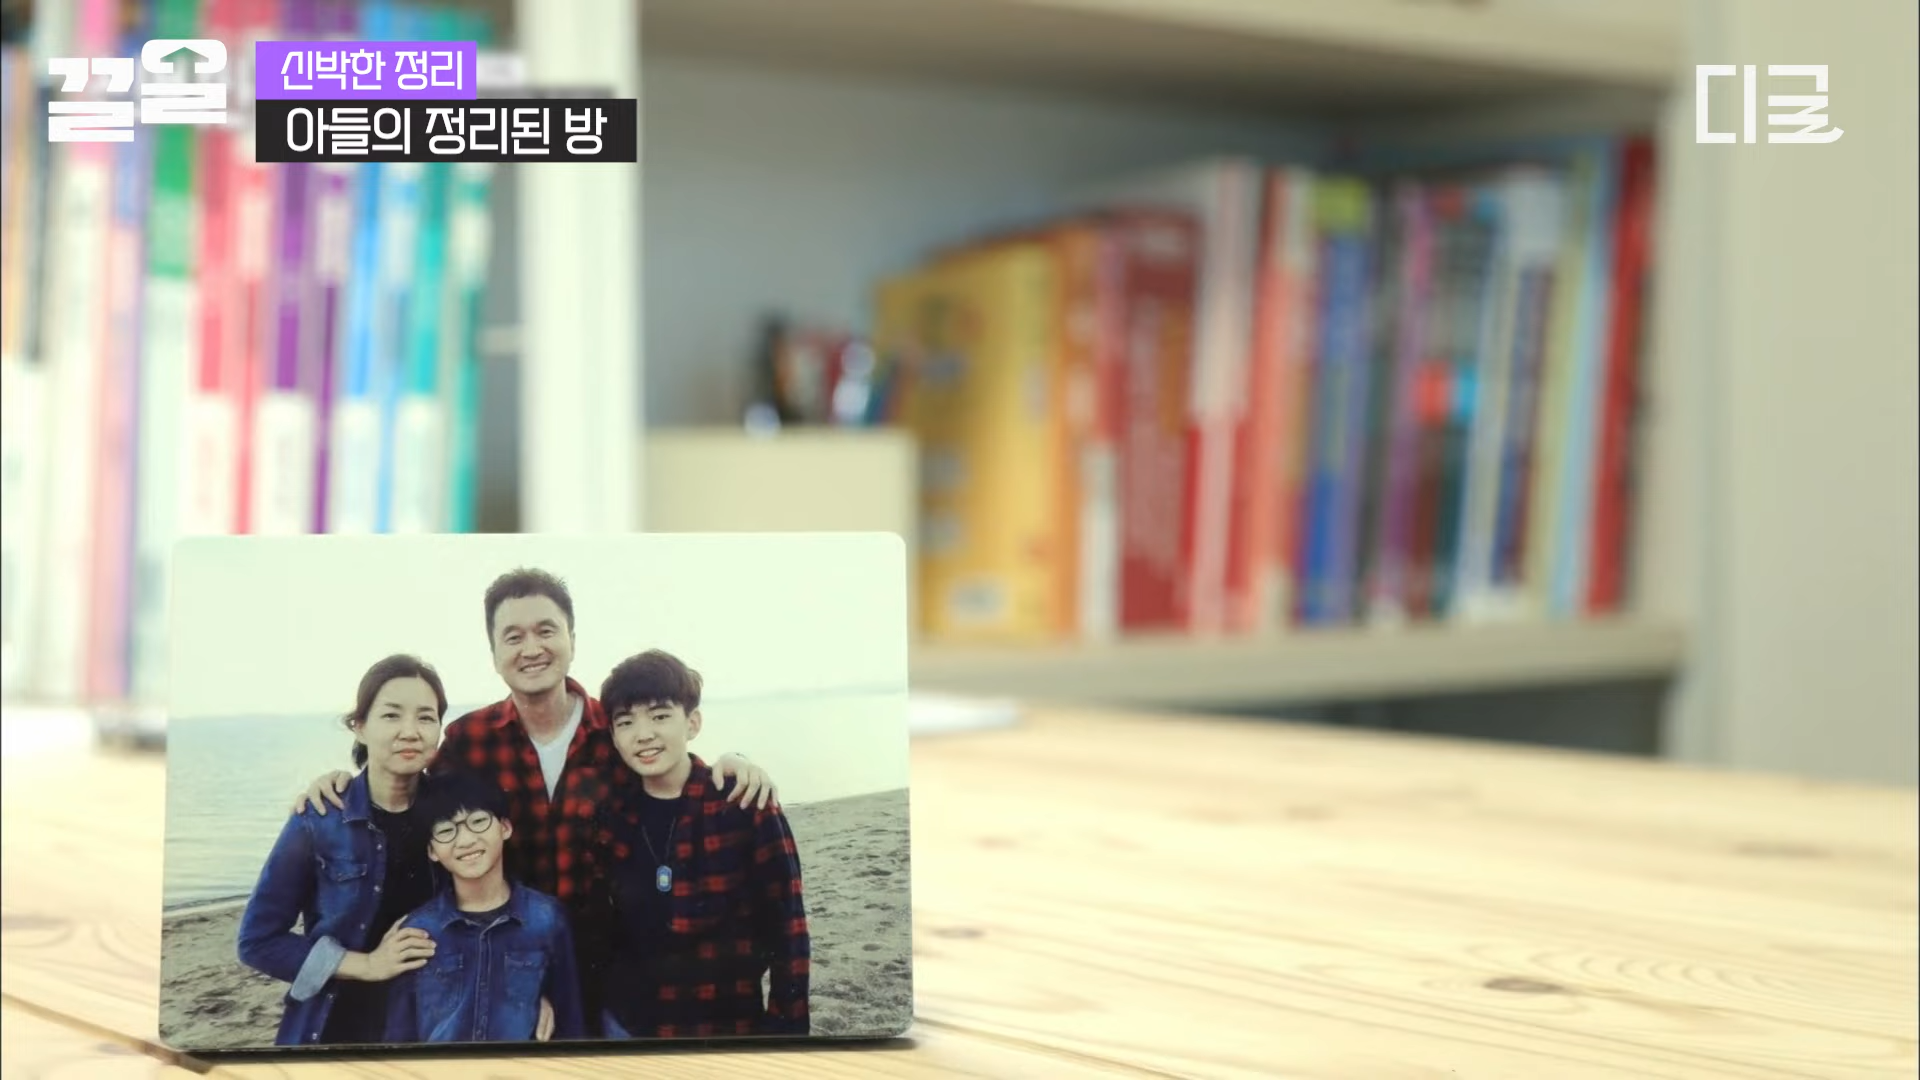 끌올
신박한 정리
아들의 정리된 방
디글